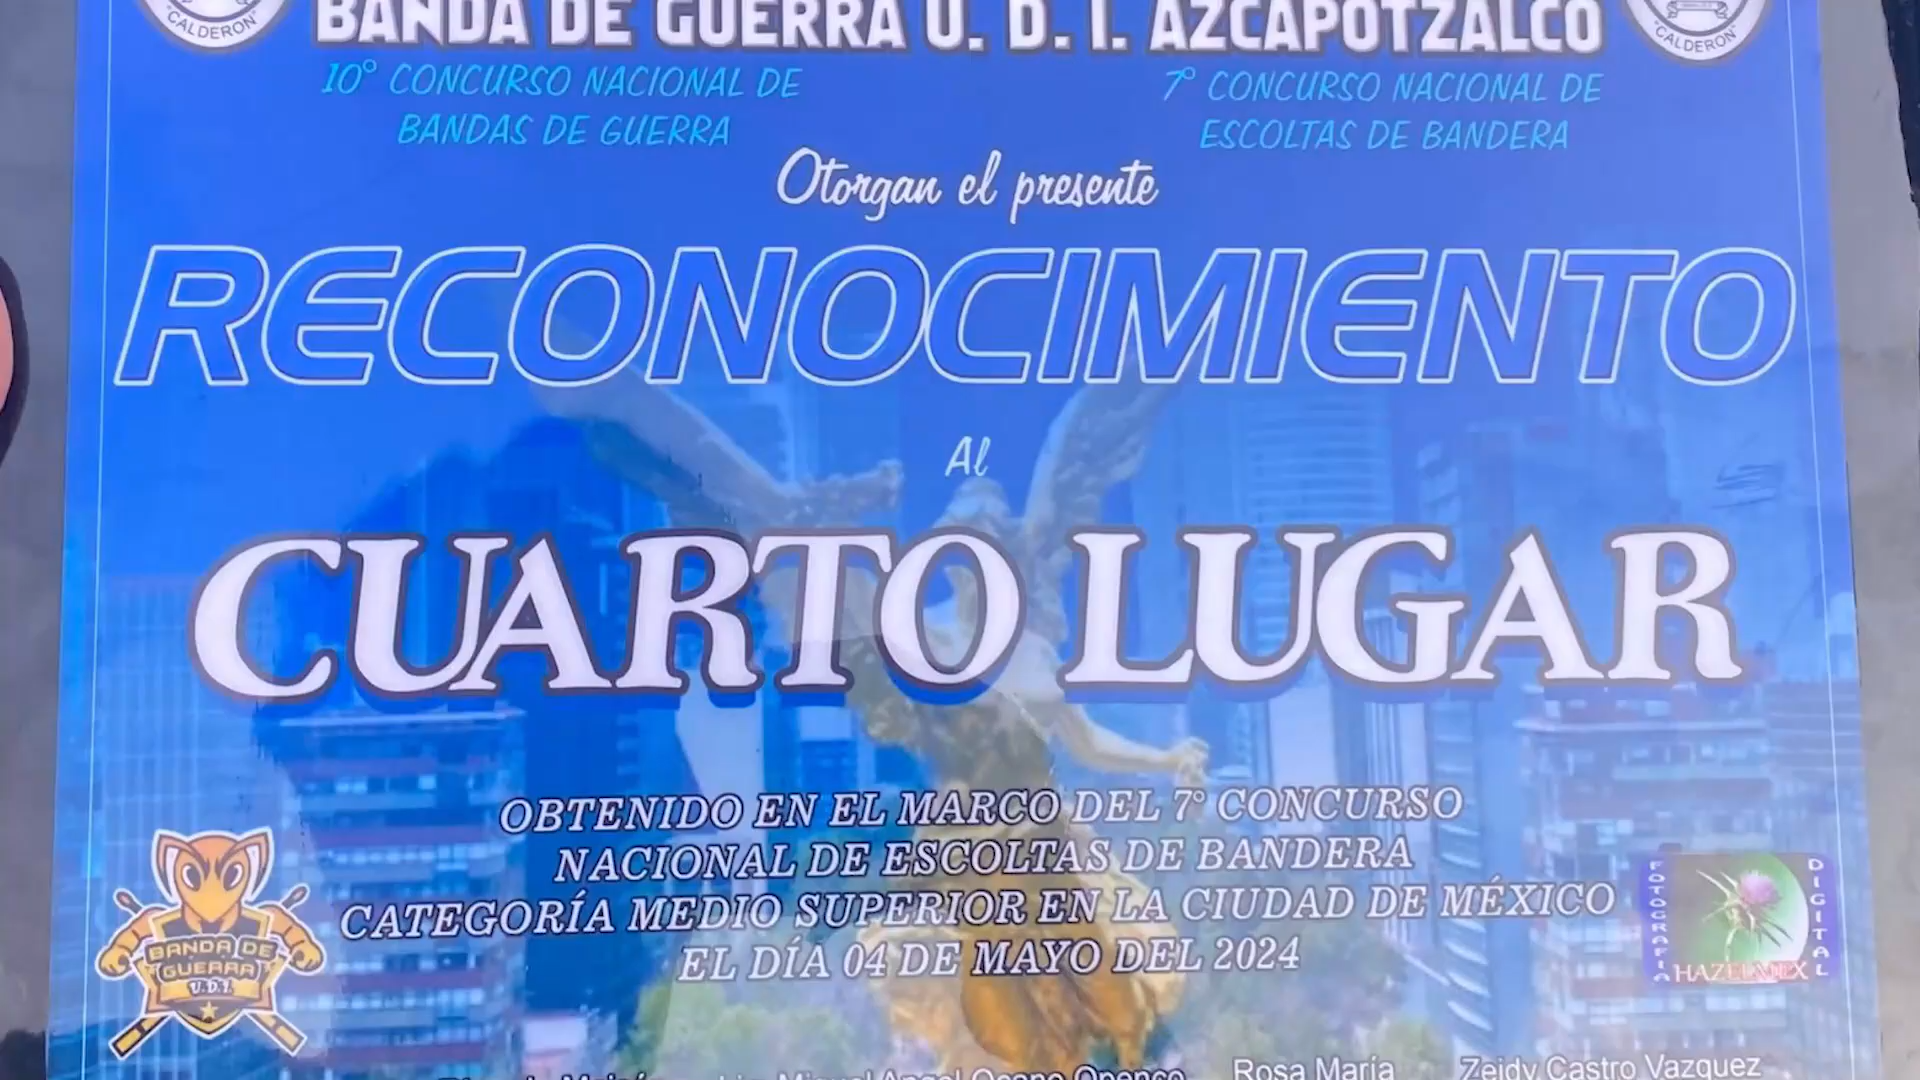 "CALDERON"
BANDA DE GUERRA U. D. I. AZCAPOTZALCO
"CALDERON"
10° CONCURSO NACIONAL DE
BANDAS DE GUERRA
7° CONCURSO NACIONAL DE
ESCOLTAS DE BANDERA
Otorgan el presente
RECONOCIMIENTO
Al
CUARTO LUGAR
OBTENIDO EN EL MARCO DEL 7° CONCURSO
NACIONAL DE ESCOLTAS DE BANDERA
CATEGORÍA MEDIO SUPERIOR EN LA CIUDAD DE MÉXICO
EL DÍA 04 DE MAYO DEL 2024
BANDA DE
GUERRA
U.D.I.
FOTOGRAFIA
DIGITAL
HAZELMEX
Miguel Angel
Rosa María
Zeidy Castro Vazquez